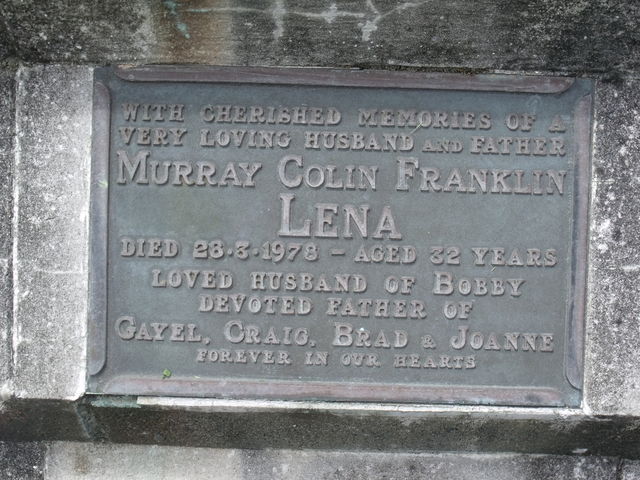 WITH CHERISHED MEMORIES OF A
VERY LOVING HUSBAND AND FATHER
MURRAY COLIN FRANKLIN
LENA
DIED 28·3·1978 – AGED 32 YEARS
LOVED HUSBAND OF BOBBY
DEVOTED FATHER OF
GAYEL, CRAIG, BRAD & JOANNE
FOREVER IN OUR HEARTS